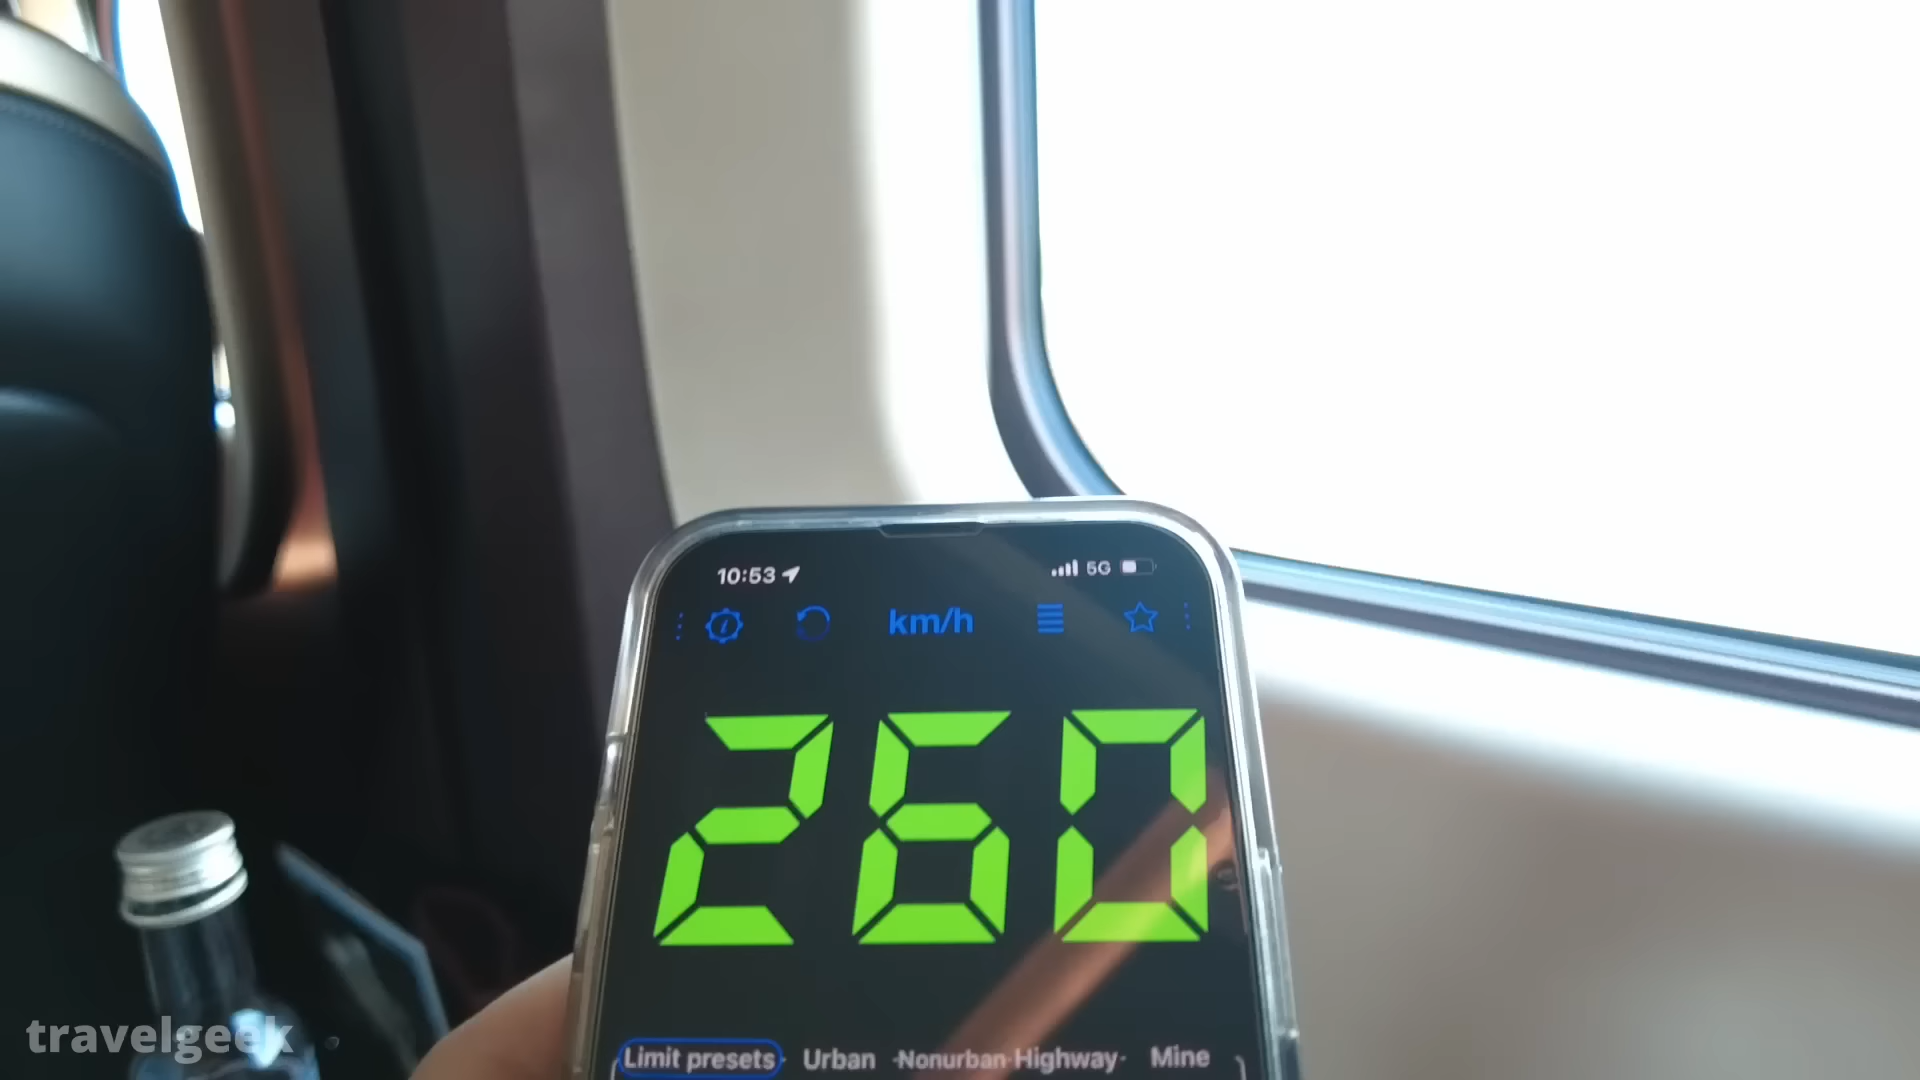 10:53 5G
km/h
260
Limit presets Urban Nonurban Highway Mine
travelgeek